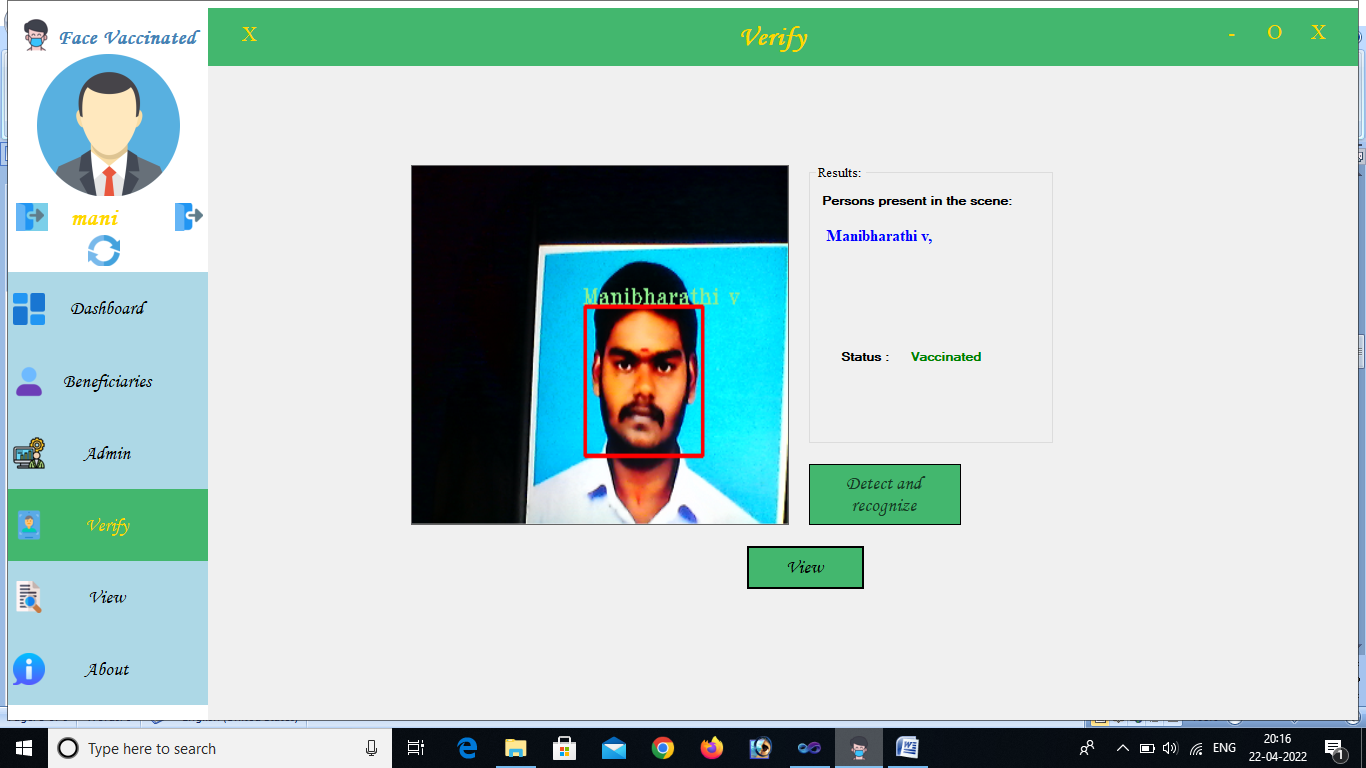 Face Vaccinated
X
Verify
- O X
mani
Dashboard
Beneficiaries
Admin
Verify
View
About
Manibharathi v
Results:
Persons present in the scene:
Manibharathi v,
Status : Vaccinated
Detect and
recognize
View
Type here to search
ENG
20:16
22-04-2022
1